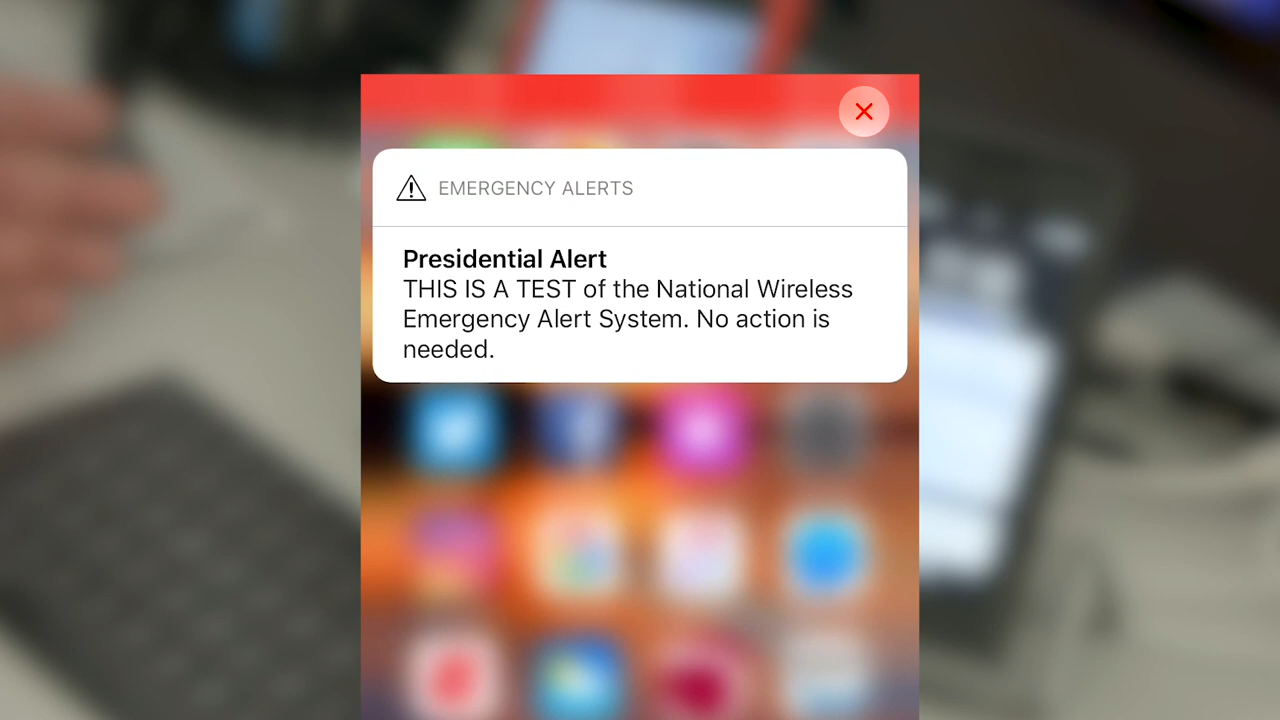 EMERGENCY ALERTS
Presidential Alert
THIS IS A TEST of the National Wireless
Emergency Alert System. No action is
needed.